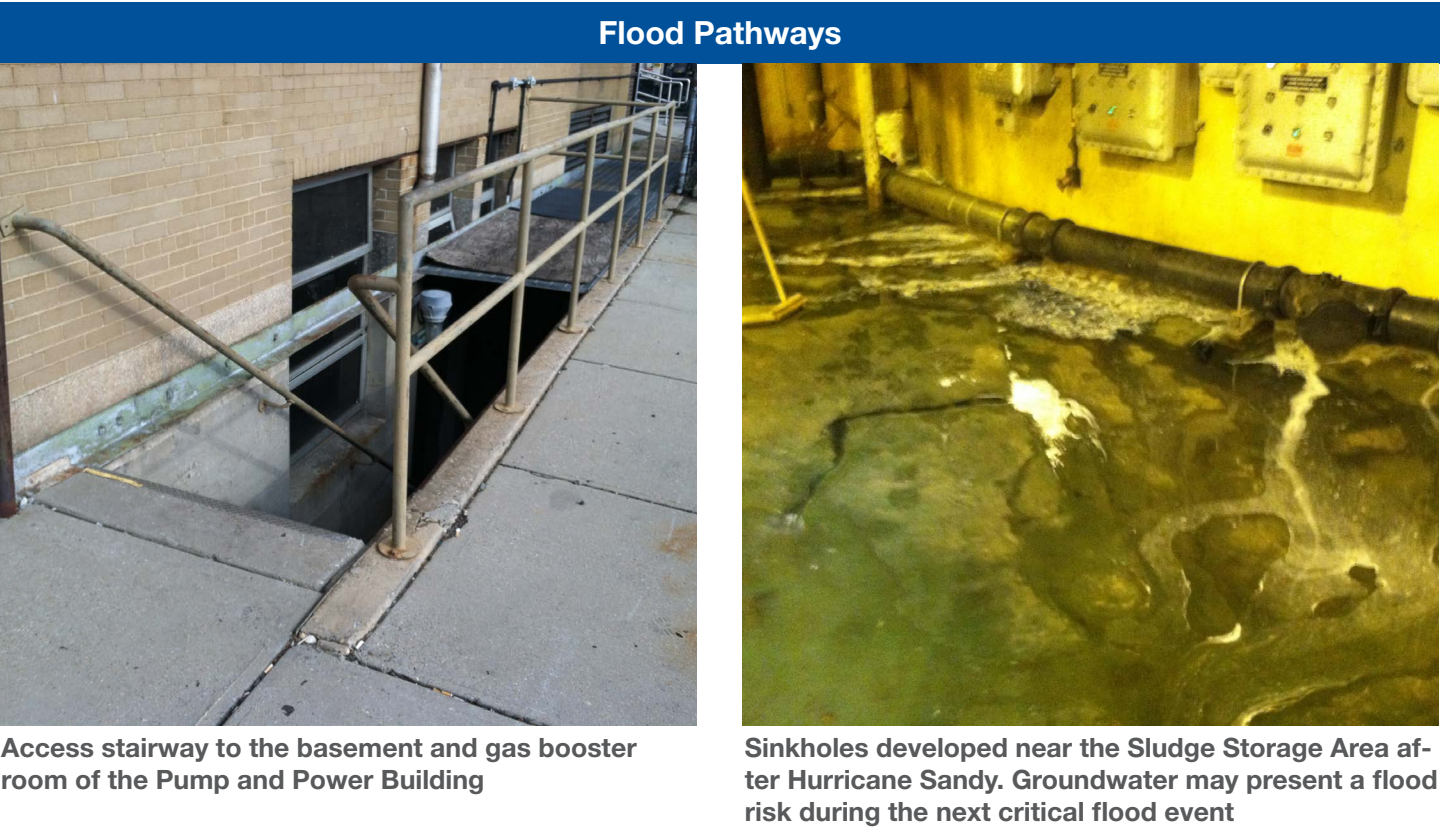 Flood Pathways
Access stairway to the basement and gas booster
room of the Pump and Power Building
Sinkholes developed near the Sludge Storage Area af-
ter Hurricane Sandy. Groundwater may present a flood
risk during the next critical flood event